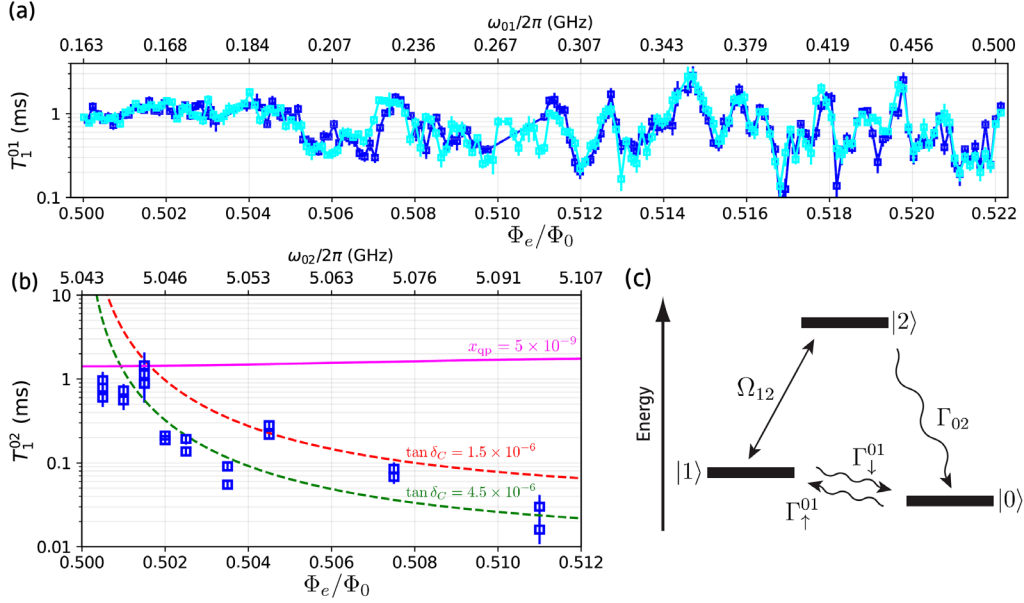 (a)
ω₀₁/2π (GHz)
0.163 0.168 0.184 0.207 0.236 0.267 0.307 0.343 0.379 0.419 0.456 0.500
T₁⁰¹ (ms)
1
0.1
0.500 0.502 0.504 0.506 0.508 0.510 0.512 0.514 0.516 0.518 0.520 0.522
Φₑ/Φ₀
(b)
ω₀₂/2π (GHz)
5.043 5.046 5.053 5.063 5.076 5.091 5.107
T₁⁰² (ms)
10
1
0.1
0.01
x_qp = 5 × 10⁻⁹
tan δ_C = 1.5 × 10⁻⁶
tan δ_C = 4.5 × 10⁻⁶
0.500 0.502 0.504 0.506 0.508 0.510 0.512
Φₑ/Φ₀
(c)
Energy
|2⟩
Ω₁₂
Γ₀₂
|1⟩
Γ↓⁰¹
Γ↑⁰¹
|0⟩